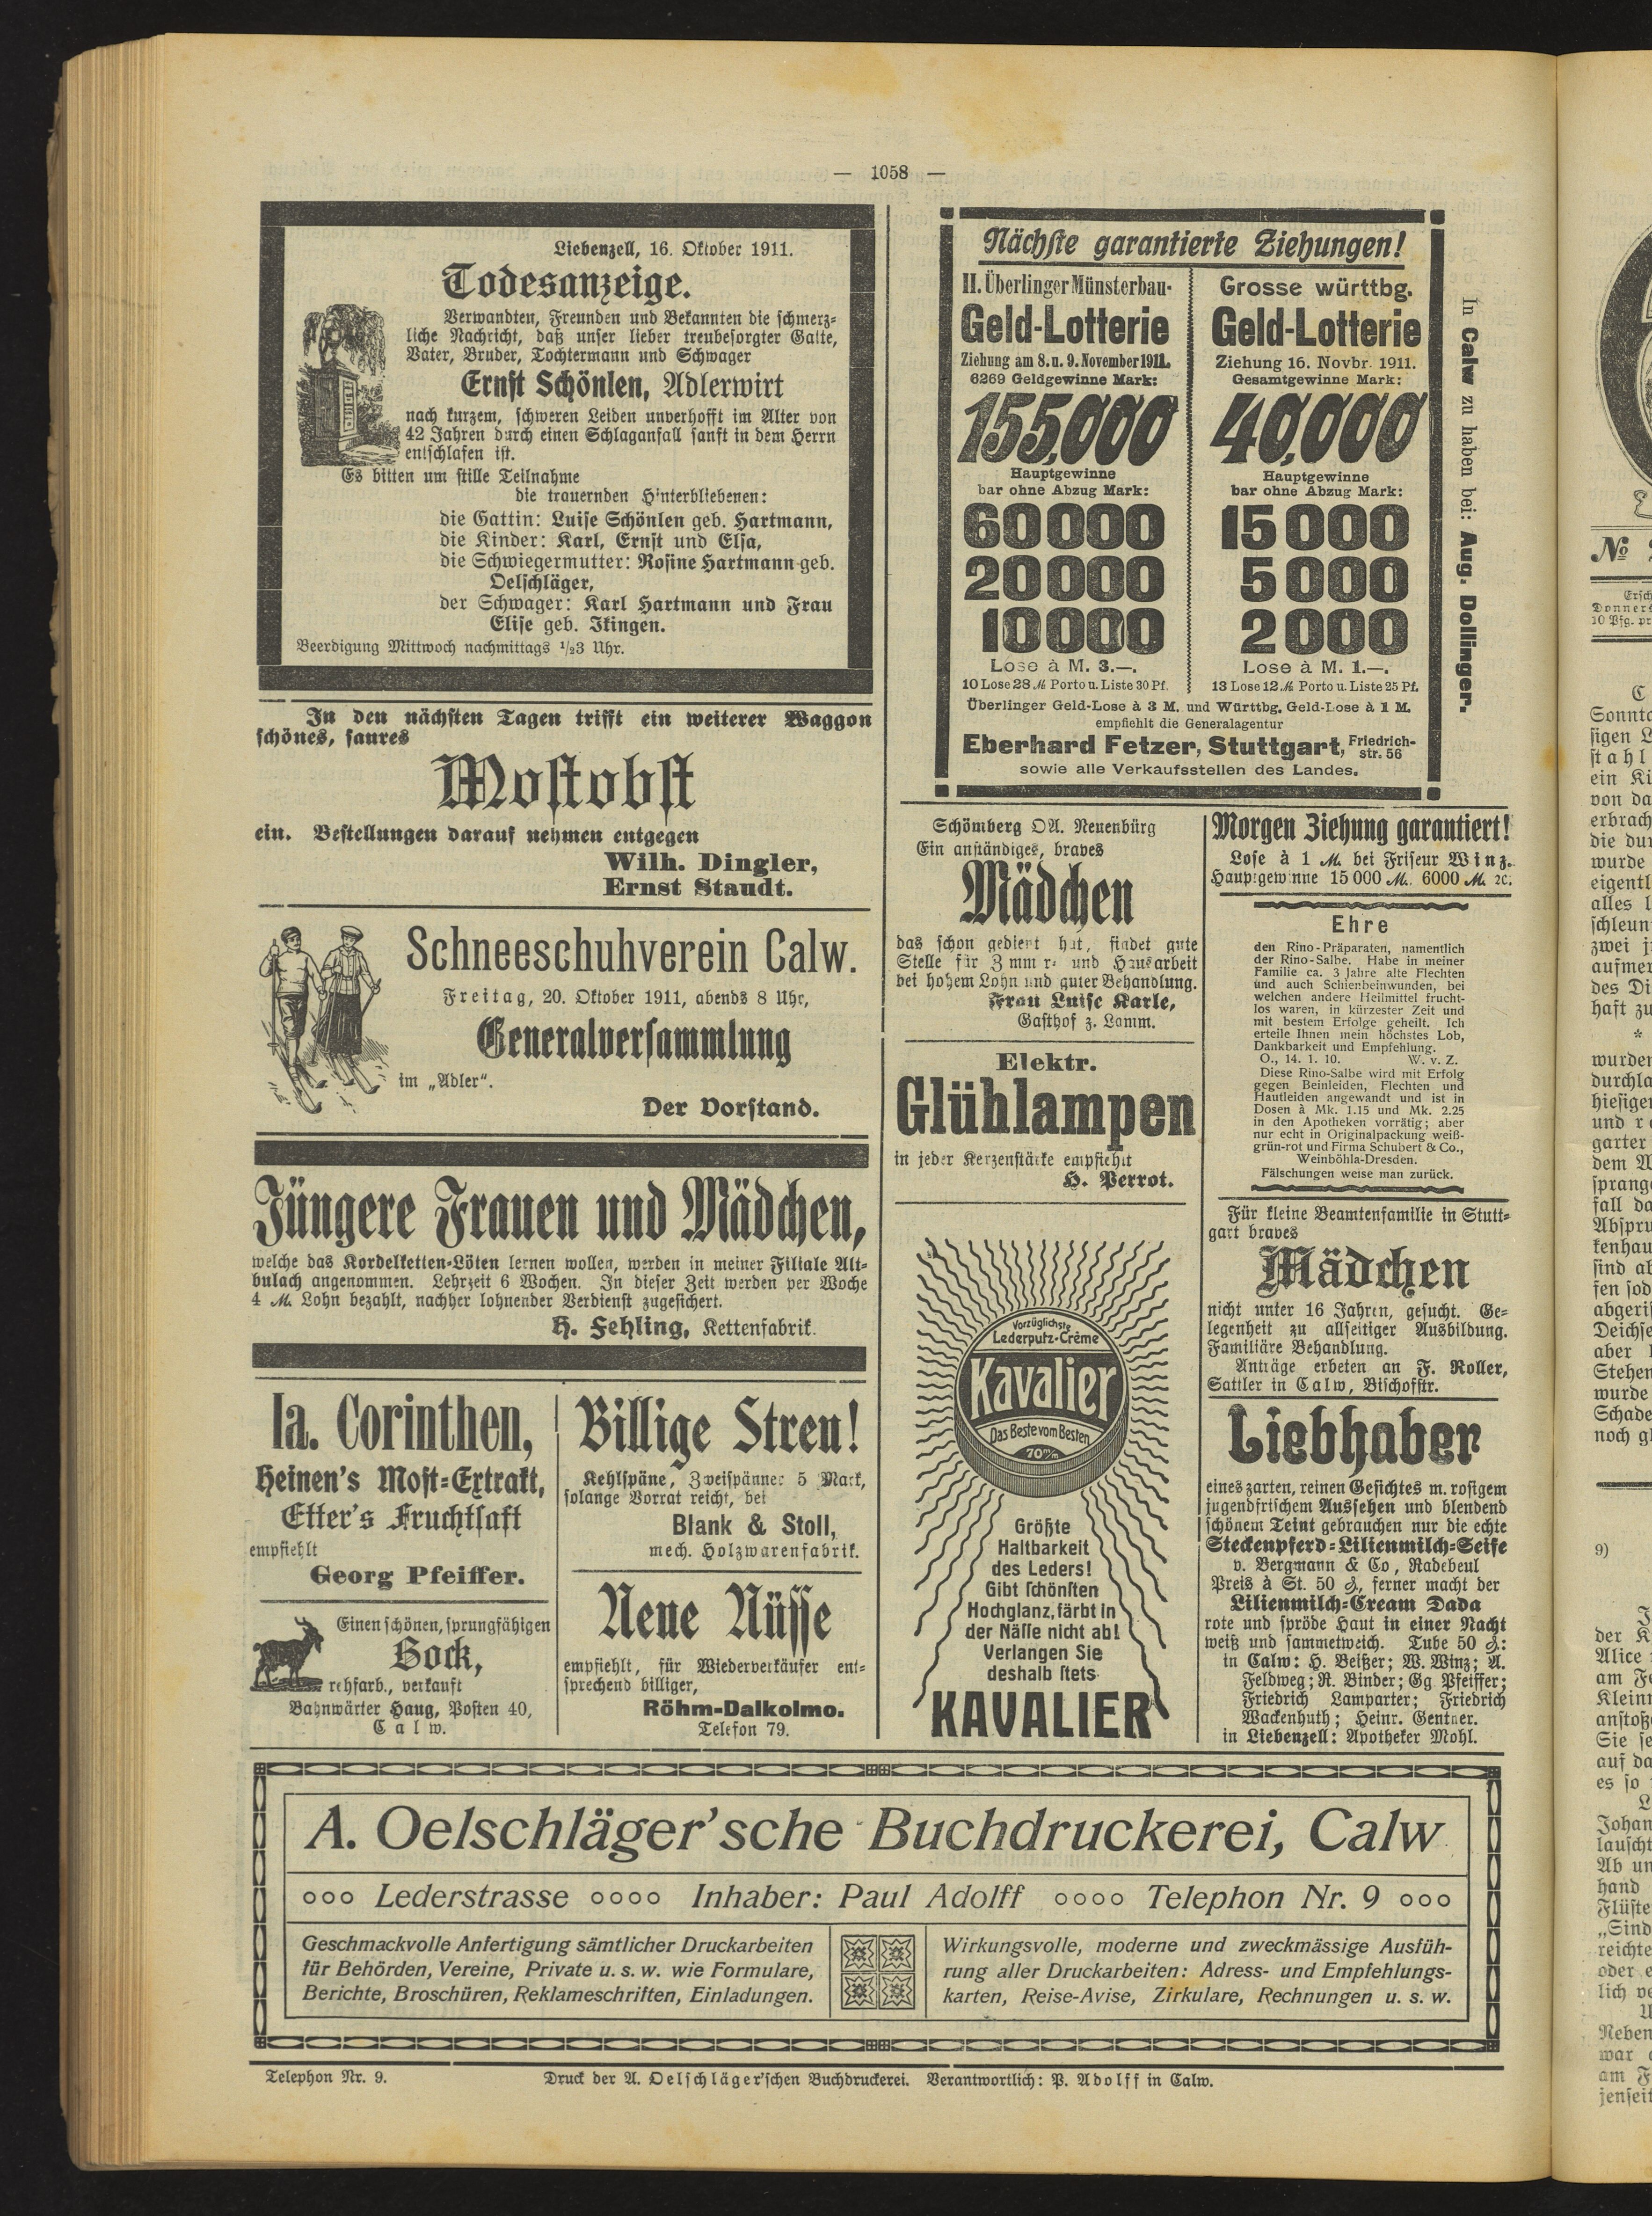 — 1058 —
Liebenzell, 16. Oktober 1911.
Todesanzeige.
Verwandten, Freunden und Bekannten die schmerz-
liche Nachricht, daß unser lieber treubesorgter Gatte,
Vater, Bruder, Tochtermann und Schwager
Ernst Schönlen, Adlerwirt
nach kurzem, schweren Leiden unverhofft im Alter von
42 Jahren durch einen Schlaganfall sanft in dem Herrn
entschlafen ist.
Es bitten um stille Teilnahme
die trauernden Hinterbliebenen:
die Gattin: Luise Schönlen geb. Hartmann,
die Kinder: Karl, Ernst und Elsa,
die Schwiegermutter: Rosine Hartmann geb.
Oelschläger,
der Schwager: Karl Hartmann und Frau
Elise geb. Ikingen.
Beerdigung Mittwoch nachmittags 1/23 Uhr.
In den nächsten Tagen trifft ein weiterer Waggon
schönes, saures
Mostobst
ein. Bestellungen darauf nehmen entgegen
Wilh. Dingler,
Ernst Staudt.
Schneeschuhverein Calw.
Freitag, 20. Oktober 1911, abends 8 Uhr,
Generalversammlung
im „Adler“.
Der Vorstand.
Jüngere Frauen und Mädchen,
welche das Kordelketten-Löten lernen wollen, werden in meiner Filiale Alt-
bulach angenommen. Lehrzeit 6 Wochen. In dieser Zeit werden per Woche
4 M. Lohn bezahlt, nachher lohnender Verdienst zugesichert.
H. Fehling, Kettenfabrik.
Ia. Corinthen,
Heinen's Most-Extrakt,
Etter's Fruchtsaft
empfiehlt
Georg Pfeiffer.
Einen schönen, sprungfähigen
Bock,
rehfarb., verkauft
Bahnwärter Haug, Posten 40,
Calw.
Billige Streu!
Kehlspäne, Zweispänner 5 Mark,
solange Vorrat reicht, bei
Blank & Stoll,
mech. Holzwarenfabrik.
Neue Nüsse
empfiehlt, für Wiederverkäufer ent-
sprechend billiger,
Röhm-Dalkolmo.
Telefon 79.
Nächste garantierte Ziehungen!
II. Überlinger Münsterbau-
Geld-Lotterie
Ziehung am 8. u. 9. November 1911.
6269 Geldgewinne Mark:
155,000
Hauptgewinne
bar ohne Abzug Mark:
60000
20000
10000
Lose à M. 3.—.
10 Lose 28 M Porto u. Liste 30 Pf.
Grosse württbg.
Geld-Lotterie
Ziehung 16. Novbr. 1911.
Gesamtgewinne Mark:
40,000
Hauptgewinne
bar ohne Abzug Mark:
15000
5000
2000
Lose à M. 1.—.
13 Lose 12 M Porto u. Liste 25 Pf.
Überlinger Geld-Lose à 3 M. und Württbg. Geld-Lose à 1 M.
empfiehlt die Generalagentur
Eberhard Fetzer, Stuttgart, Friedrich-
str. 56
sowie alle Verkaufsstellen des Landes.
In Calw zu haben bei: Aug. Dollinger.
Schömberg OA. Neuenbürg
Ein anständiges, braves
Mädchen
das schon gedient hat, findet gute
Stelle für Zimmer- und Hausarbeit
bei hohem Lohn und guter Behandlung.
Frau Luise Karle,
Gasthof z. Lamm.
Elektr.
Glühlampen
in jeder Kerzenstärke empfiehlt
H. Perrot.
Vorzüglichste
Lederputz-Crème
Kavalier
Das Beste vom Besten
70 m/m
Größte
Haltbarkeit
des Leders!
Gibt schönsten
Hochglanz, färbt in
der Nässe nicht ab!
Verlangen Sie
deshalb stets
KAVALIER
Morgen Ziehung garantiert!
Lose à 1 M. bei Friseur Winz.
Hauptgewinne 15 000 M. 6000 M. ꝛc.
Ehre
den Rino-Präparaten, namentlich
der Rino-Salbe. Habe in meiner
Familie ca. 3 Jahre alte Flechten
und auch Schienbeinwunden, bei
welchen andere Heilmittel frucht-
los waren, in kürzester Zeit und
mit bestem Erfolge geheilt. Ich
erteile Ihnen mein höchstes Lob,
Dankbarkeit und Empfehlung.
O., 14. 1. 10. W. v. Z.
Diese Rino-Salbe wird mit Erfolg
gegen Beinleiden, Flechten und
Hautleiden angewandt und ist in
Dosen à Mk. 1.15 und Mk. 2.25
in den Apotheken vorrätig; aber
nur echt in Originalpackung weiß-
grün-rot und Firma Schubert & Co.,
Weinböhla-Dresden.
Fälschungen weise man zurück.
Für kleine Beamtenfamilie in Stutt-
gart braves
Mädchen
nicht unter 16 Jahren, gesucht. Ge-
legenheit zu allseitiger Ausbildung.
Familiäre Behandlung.
Anträge erbeten an F. Roller,
Sattler in Calw, Bischofstr.
Liebhaber
eines zarten, reinen Gesichtes m. rosigem
jugendfrischem Aussehen und blendend
schönem Teint gebrauchen nur die echte
Steckenpferd-Lilienmilch-Seife
v. Bergmann & Co, Radebeul
Preis à St. 50 ₰, ferner macht der
Lilienmilch-Cream Dada
rote und spröde Haut in einer Nacht
weiß und sammetweich. Tube 50 ₰:
in Calw: H. Beißer; W. Winz; A.
Feldweg; R. Binder; Gg. Pfeiffer;
Friedrich Lamparter; Friedrich
Wackenhuth; Heinr. Gentner.
in Liebenzell: Apotheker Mohl.
A. Oelschläger'sche Buchdruckerei, Calw
Lederstrasse Inhaber: Paul Adolff Telephon Nr. 9
Geschmackvolle Anfertigung sämtlicher Druckarbeiten
für Behörden, Vereine, Private u. s. w. wie Formulare,
Berichte, Broschüren, Reklameschriften, Einladungen.
Wirkungsvolle, moderne und zweckmässige Ausfüh-
rung aller Druckarbeiten: Adress- und Empfehlungs-
karten, Reise-Avise, Zirkulare, Rechnungen u. s. w.
Telephon Nr. 9. Druck der A. Oelschläger'schen Buchdruckerei. Verantwortlich: P. Adolff in Calw.